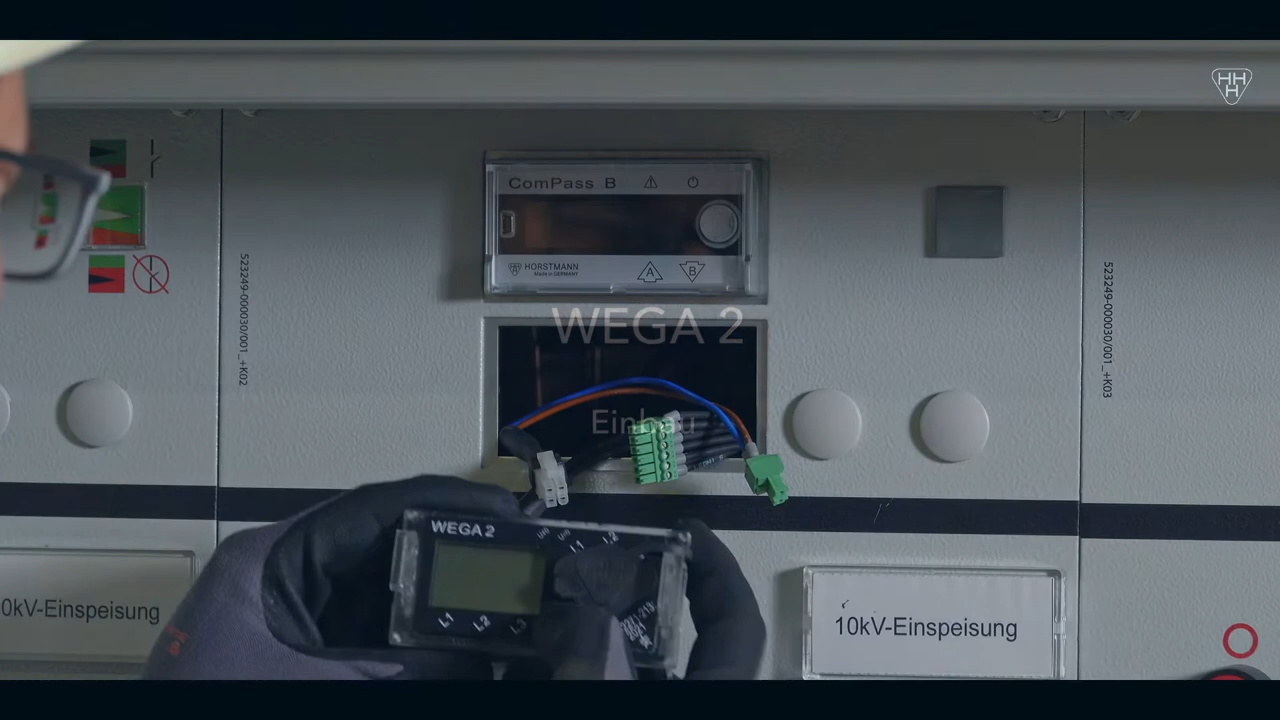 ComPass B
HORSTMANN
Made in GERMANY
A
B
523249-000030/001_+K02
523249-000030/001_+K03
WEGA 2
Einbau
WEGA 2
L1
L2
L1
L2
L3
0kV-Einspeisung
10kV-Einspeisung
HHH